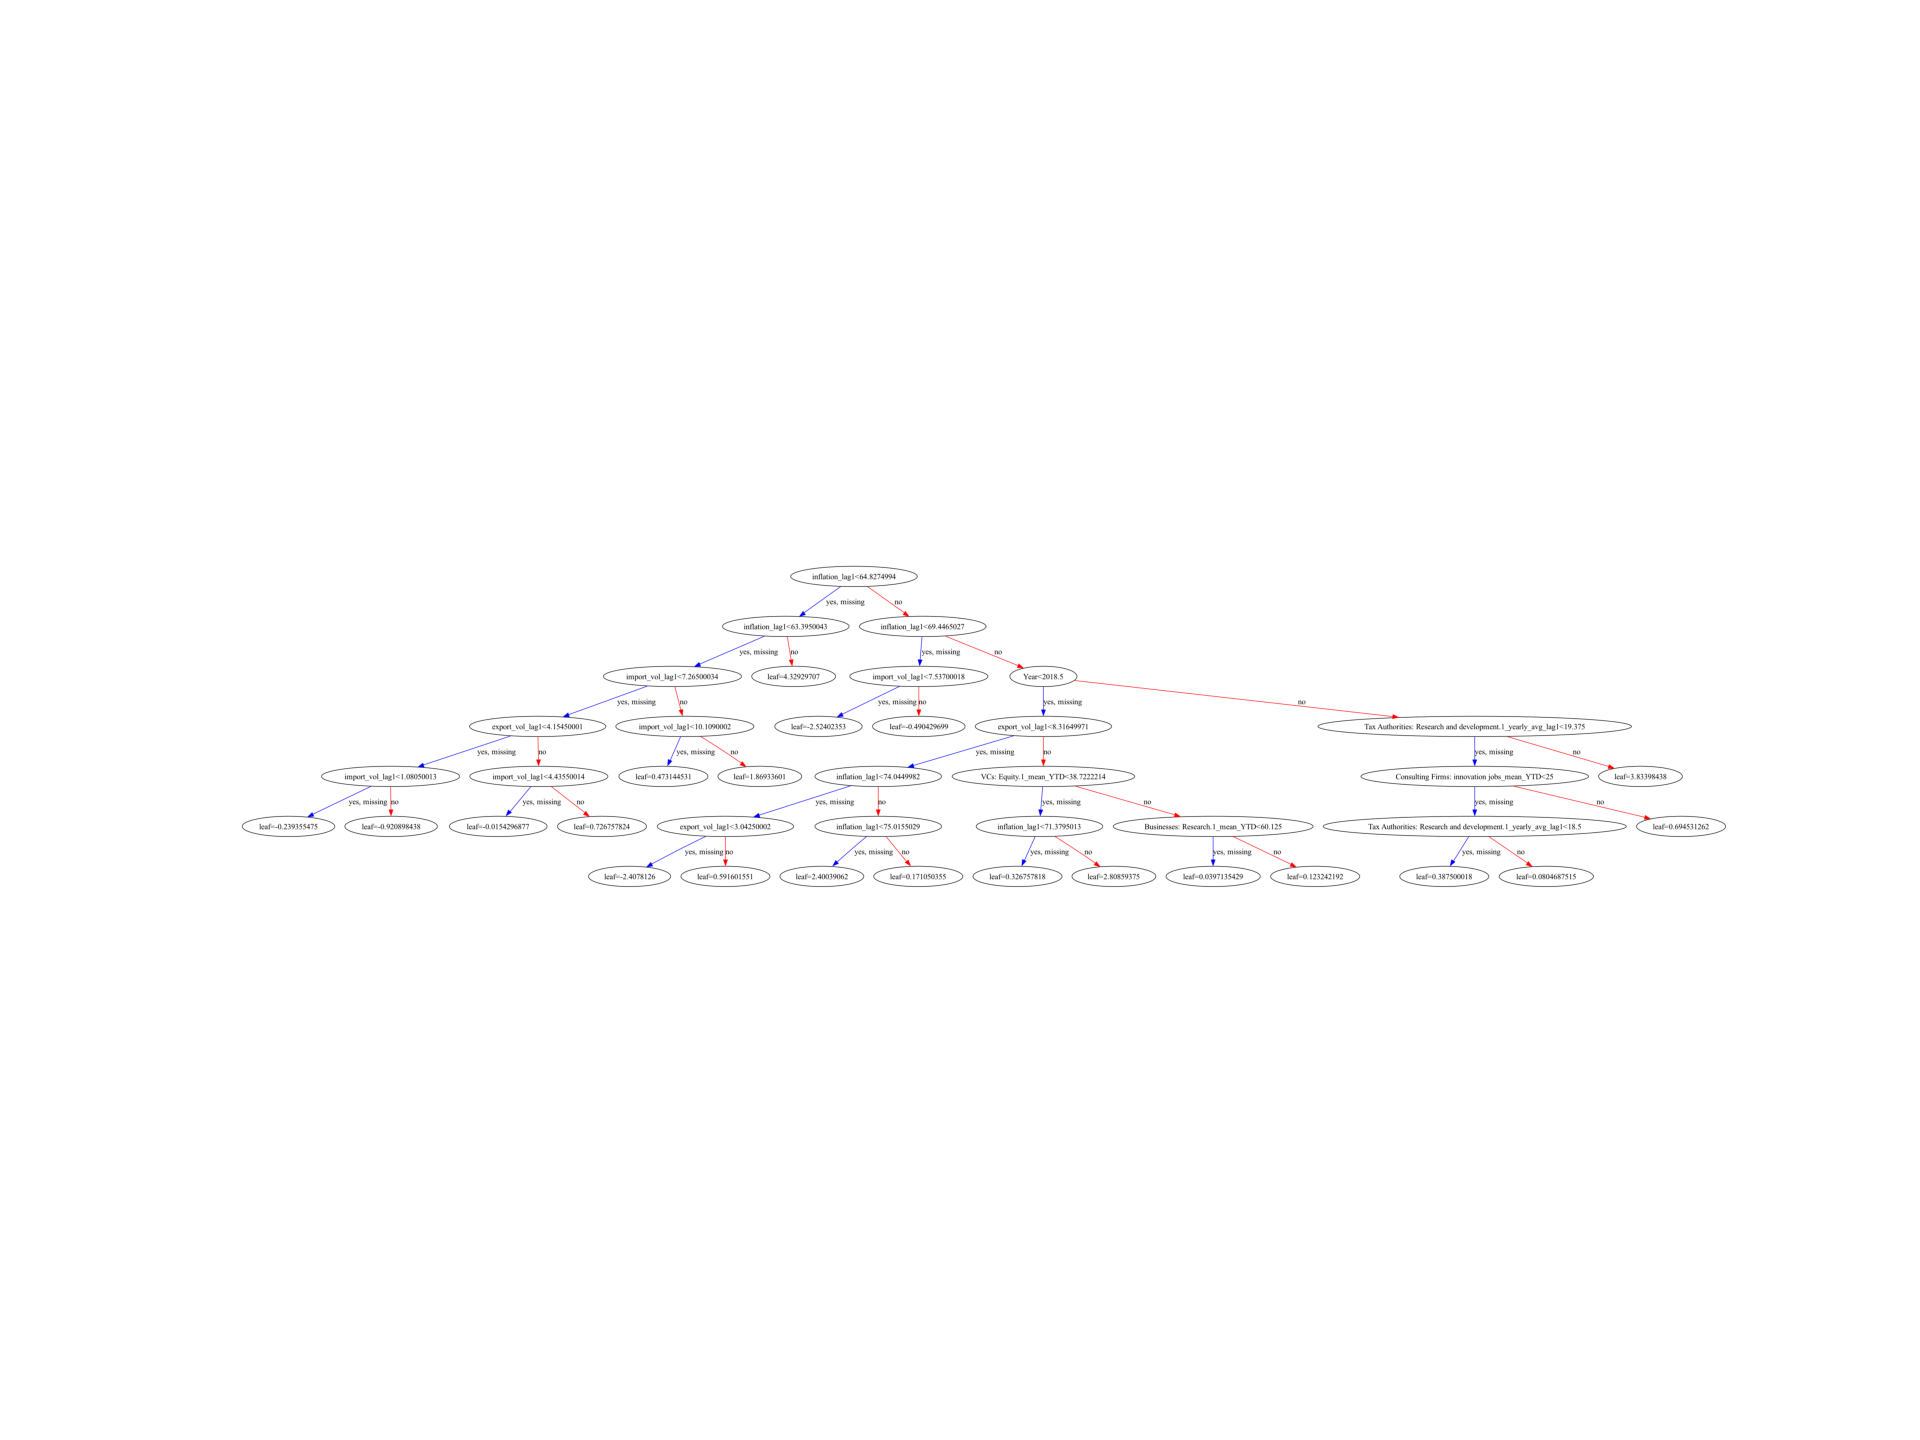 inflation_lag1<64.8274994
yes, missing
no
inflation_lag1<63.3950043
inflation_lag1<69.4465027
yes, missing
no
yes, missing
no
import_vol_lag1<7.26500034
leaf=4.32929707
import_vol_lag1<7.53700018
Year<2018.5
yes, missing
no
yes, missing
no
yes, missing
no
export_vol_lag1<4.15450001
import_vol_lag1<10.1090002
leaf=-2.52402353
leaf=-0.490429699
export_vol_lag1<8.31649971
Tax Authorities: Research and development.1_yearly_avg_lag1<19.375
yes, missing
no
yes, missing
no
yes, missing
no
yes, missing
no
import_vol_lag1<1.08050013
import_vol_lag1<4.43550014
leaf=0.473144531
leaf=1.86933601
inflation_lag1<74.0449982
VCs: Equity.1_mean_YTD<38.7222214
Consulting Firms: innovation jobs_mean_YTD<25
leaf=3.83398438
yes, missing
no
yes, missing
no
yes, missing
no
yes, missing
no
yes, missing
no
leaf=-0.239355475
leaf=-0.920898438
leaf=-0.0154296877
leaf=0.726757824
export_vol_lag1<3.04250002
inflation_lag1<75.0155029
inflation_lag1<71.3795013
Businesses: Research.1_mean_YTD<60.125
Tax Authorities: Research and development.1_yearly_avg_lag1<18.5
leaf=0.694531262
yes, missing
no
yes, missing
no
yes, missing
no
yes, missing
no
yes, missing
no
leaf=-2.4078126
leaf=0.591601551
leaf=2.40039062
leaf=0.171050355
leaf=0.326757818
leaf=2.80859375
leaf=0.0397135429
leaf=0.123242192
leaf=0.387500018
leaf=0.0804687515